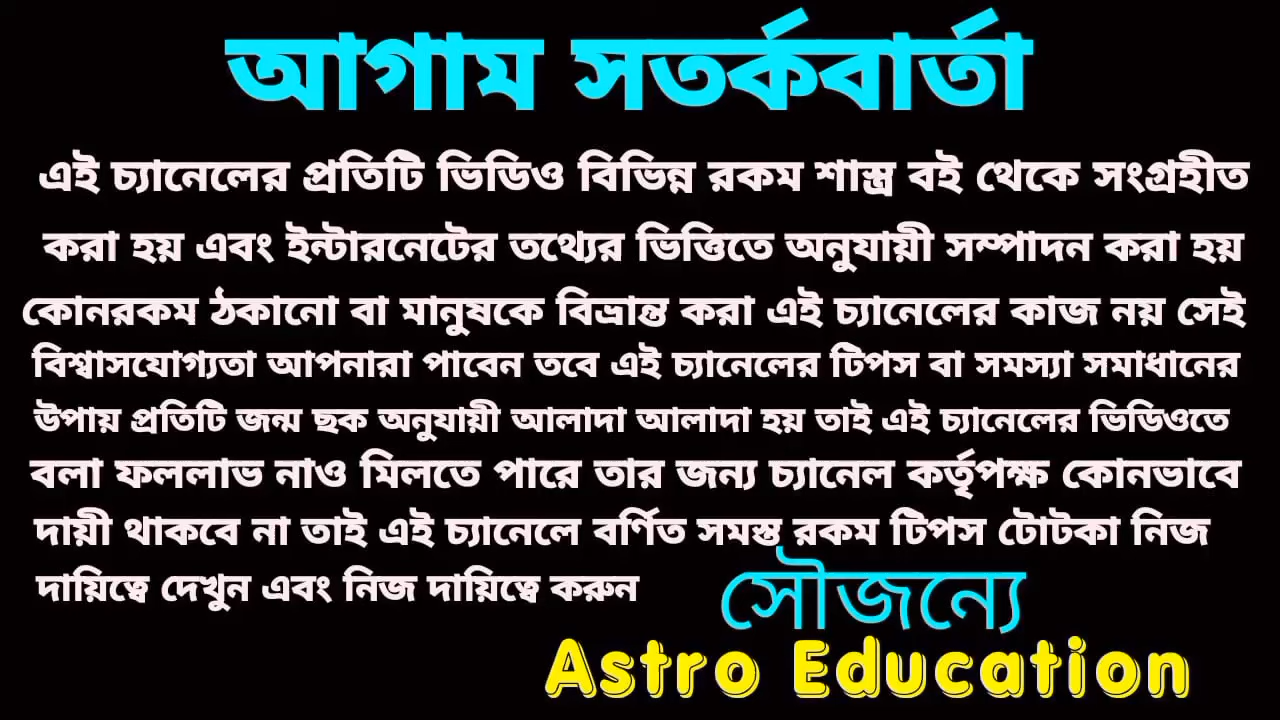 আগাম সতর্কবার্তা
এই চ্যানেলের প্রতিটি ভিডিও বিভিন্ন রকম শাস্ত্র বই থেকে সংগ্রহীত
করা হয় এবং ইন্টারনেটের তথ্যের ভিত্তিতে অনুযায়ী সম্পাদন করা হয়
কোনরকম ঠকানো বা মানুষকে বিভ্রান্ত করা এই চ্যানেলের কাজ নয় সেই
বিশ্বাসযোগ্যতা আপনারা পাবেন তবে এই চ্যানেলের টিপস বা সমস্যা সমাধানের
উপায় প্রতিটি জন্ম ছক অনুযায়ী আলাদা আলাদা হয় তাই এই চ্যানেলের ভিডিওতে
বলা ফললাভ নাও মিলতে পারে তার জন্য চ্যানেল কর্তৃপক্ষ কোনভাবে
দায়ী থাকবে না তাই এই চ্যানেলে বর্ণিত সমস্ত রকম টিপস টোটকা নিজ
দায়িত্বে দেখুন এবং নিজ দায়িত্বে করুন
সৌজন্যে
Astro Education